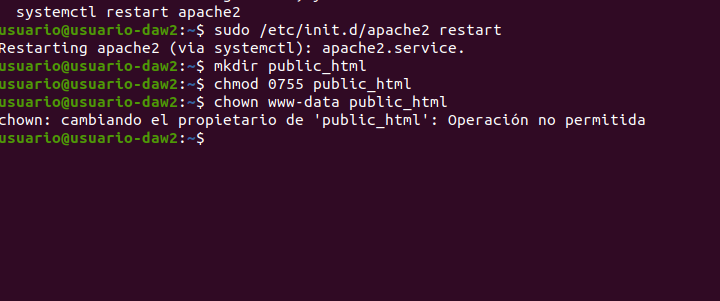 systemctl restart apache2
usuario@usuario-daw2:~$ sudo /etc/init.d/apache2 restart
Restarting apache2 (via systemctl): apache2.service.
usuario@usuario-daw2:~$ mkdir public_html
usuario@usuario-daw2:~$ chmod 0755 public_html
usuario@usuario-daw2:~$ chown www-data public_html
chown: cambiando el propietario de 'public_html': Operación no permitida
usuario@usuario-daw2:~$